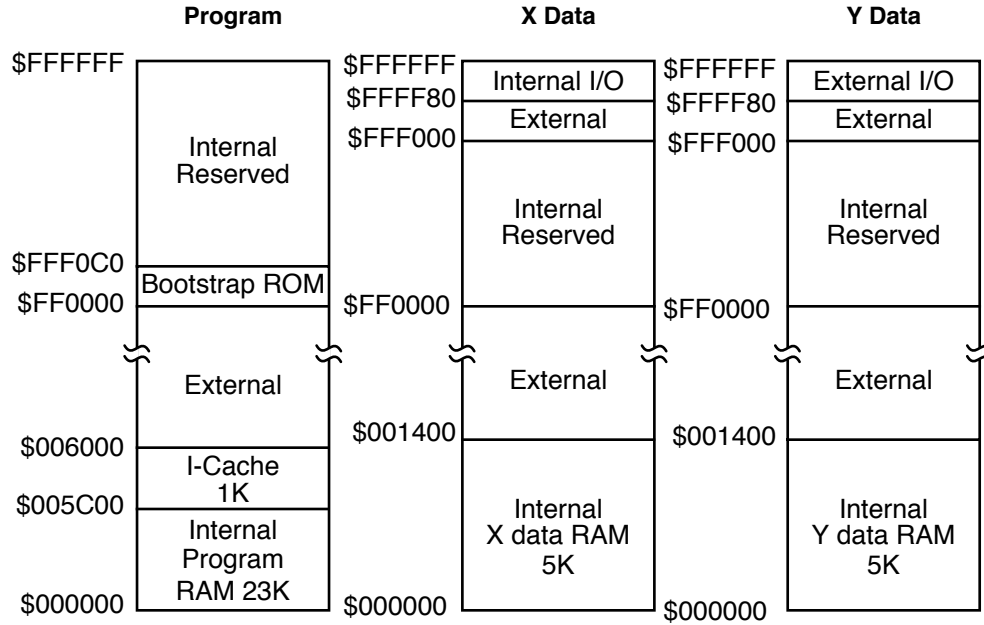 Program
$FFFFFF
Internal
Reserved
$FFF0C0
Bootstrap ROM
$FF0000
External
$006000
I-Cache
1K
$005C00
Internal
Program
RAM 23K
$000000
X Data
$FFFFFF
Internal I/O
$FFFF80
External
$FFF000
Internal
Reserved
$FF0000
External
$001400
Internal
X data RAM
5K
$000000
Y Data
$FFFFFF
External I/O
$FFFF80
External
$FFF000
Internal
Reserved
$FF0000
External
$001400
Internal
Y data RAM
5K
$000000